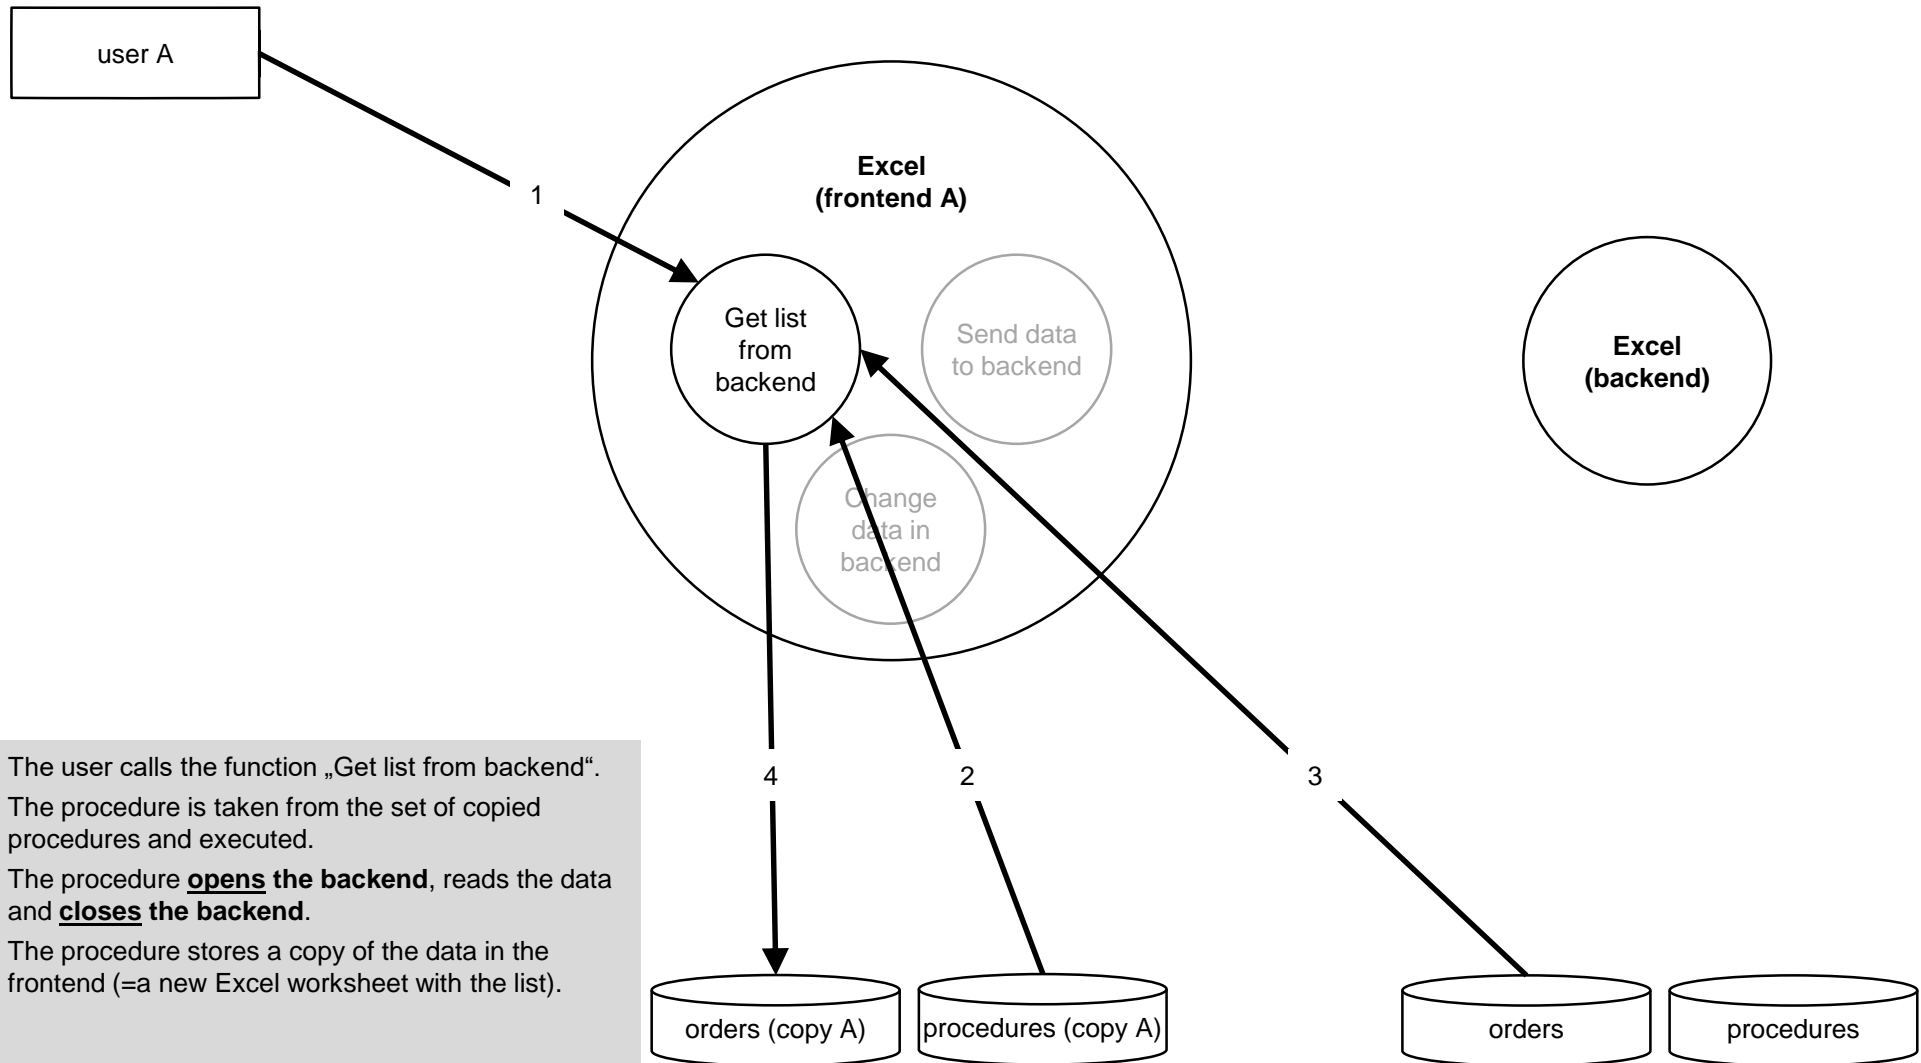 user A
1
Excel
(frontend A)
Get list
from
backend
Send data
to backend
Change
data in
backend
Excel
(backend)
The user calls the function „Get list from backend“.
The procedure is taken from the set of copied
procedures and executed.
The procedure opens the backend, reads the data
and closes the backend.
The procedure stores a copy of the data in the
frontend (=a new Excel worksheet with the list).
4
2
3
orders (copy A)
procedures (copy A)
orders
procedures